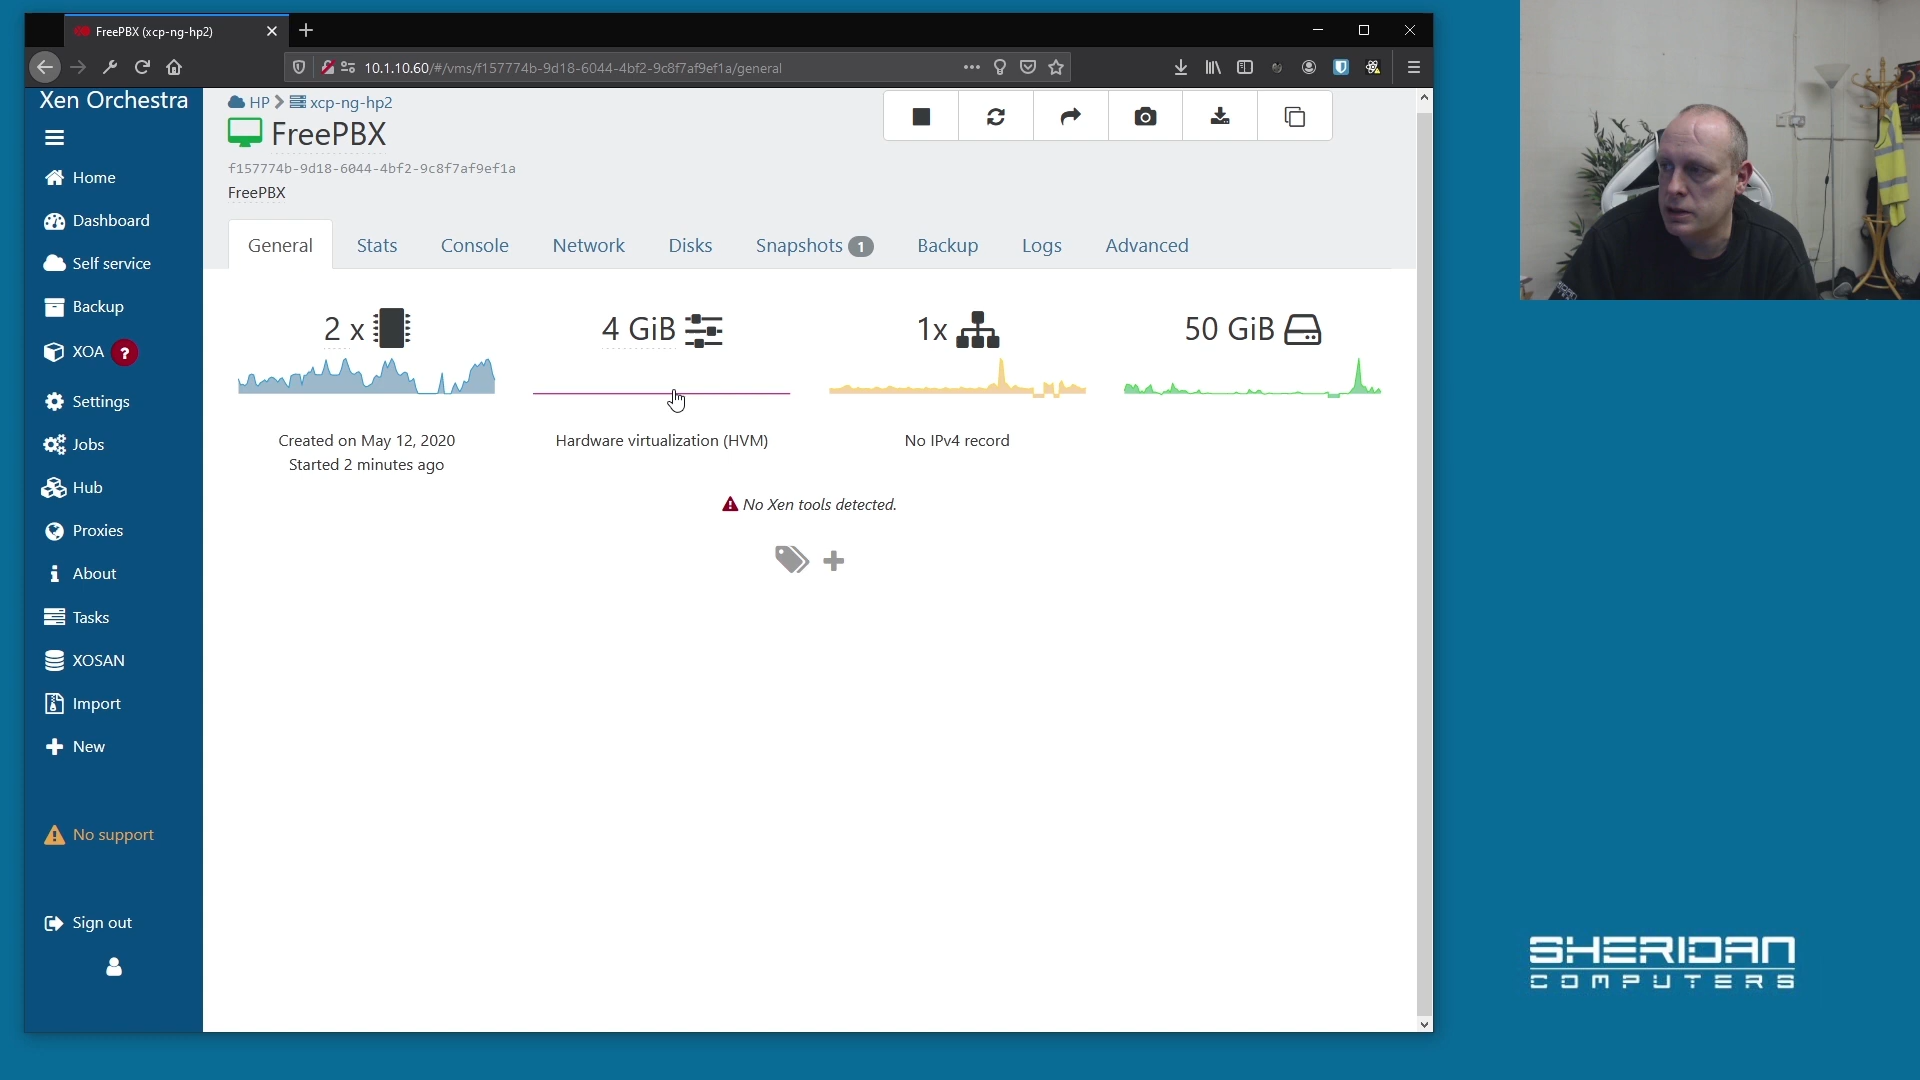 FreePBX (xcp-ng-hp2)
10.1.10.60/#/vms/f157774b-9d18-6044-4bf2-9c8f7af9ef1a/general
Xen Orchestra
Home
Dashboard
Self service
Backup
XOA ?
Settings
Jobs
Hub
Proxies
About
Tasks
XOSAN
Import
New
No support
Sign out
HP xcp-ng-hp2
FreePBX
f157774b-9d18-6044-4bf2-9c8f7af9ef1a
FreePBX
General Stats Console Network Disks Snapshots 1 Backup Logs Advanced
2 x 4 GiB 1x 50 GiB
Created on May 12, 2020 Hardware virtualization (HVM) No IPv4 record
Started 2 minutes ago
No Xen tools detected.
SHERIDAN
COMPUTERS